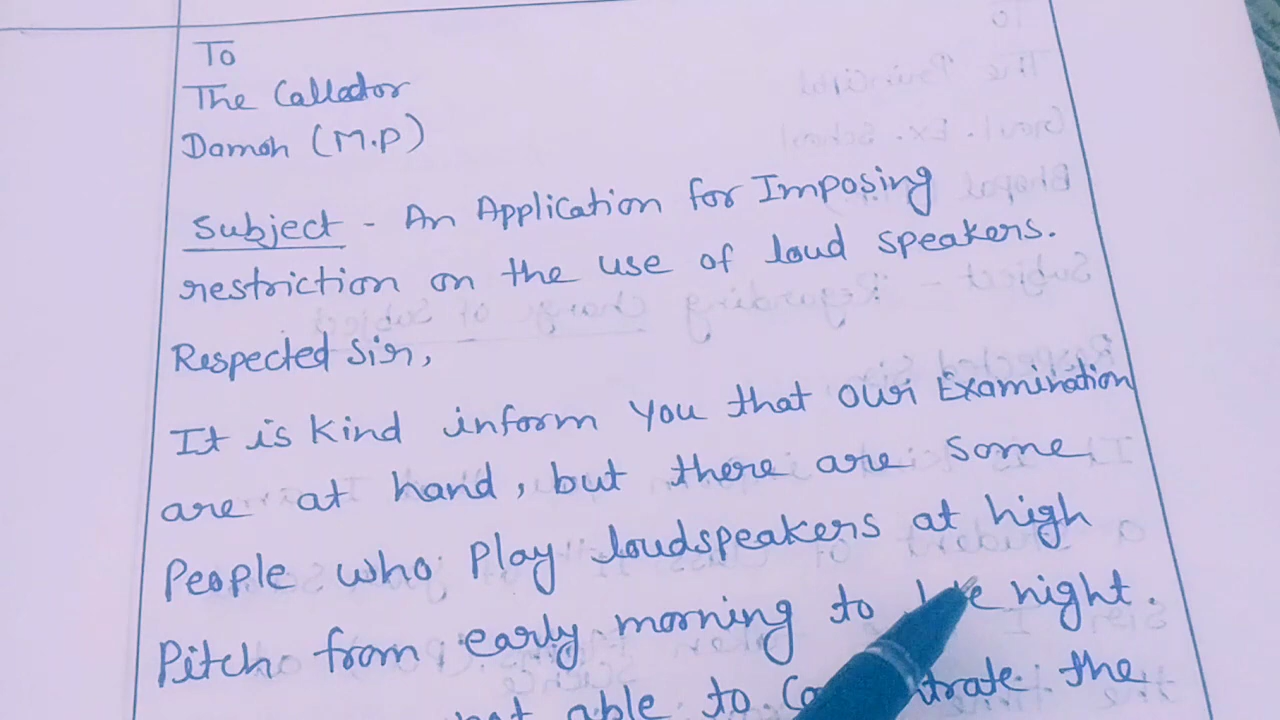 To
The Callector
Damoh (M.P)
Subject - An Application for Imposing
restriction on the use of loud speakers.
Respected Sir,
It is Kind inform You that our Examination
are at hand, but there are some
People who Play loudspeakers at high
Pitch from early morning to night.
able to the